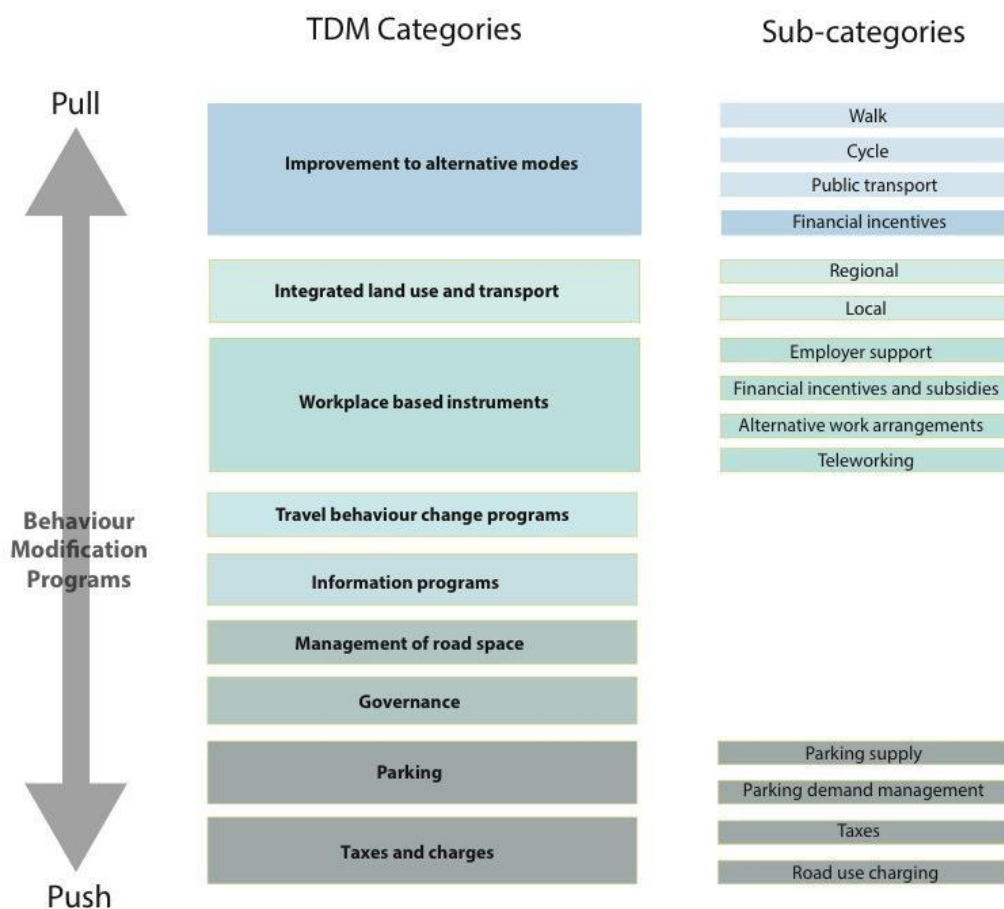 TDM Categories
Sub-categories
Pull
Improvement to alternative modes
Walk
Cycle
Public transport
Financial incentives
Integrated land use and transport
Regional
Local
Workplace based instruments
Employer support
Financial incentives and subsidies
Alternative work arrangements
Teleworking
Behaviour
Modification
Programs
Travel behaviour change programs
Information programs
Management of road space
Governance
Parking
Parking supply
Parking demand management
Taxes and charges
Taxes
Road use charging
Push